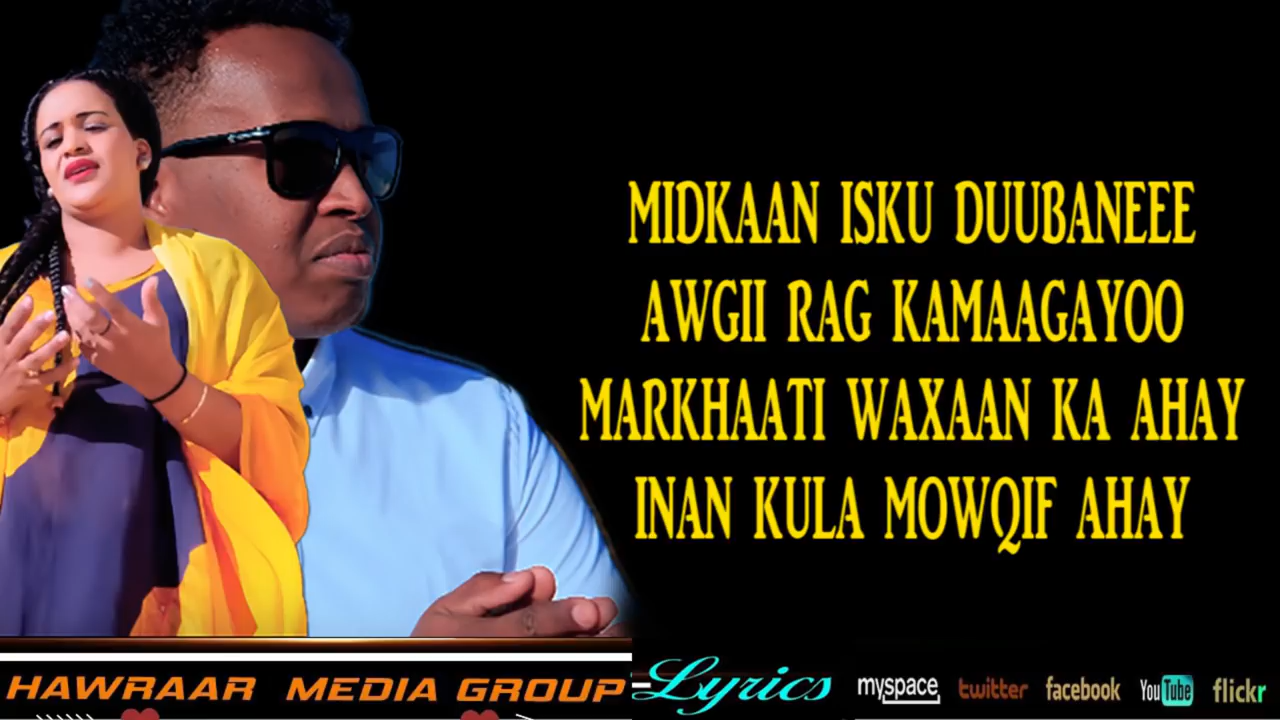 MIDKAAN ISKU DUUBANEEE
AWGII RAG KAMAAGAYOO
MARKHAATI WAXAAN KA AHAY
INAN KULA MOWQIF AHAY
HAWRAAR MEDIA GROUP Lyrics myspace twitter facebook YouTube flickr